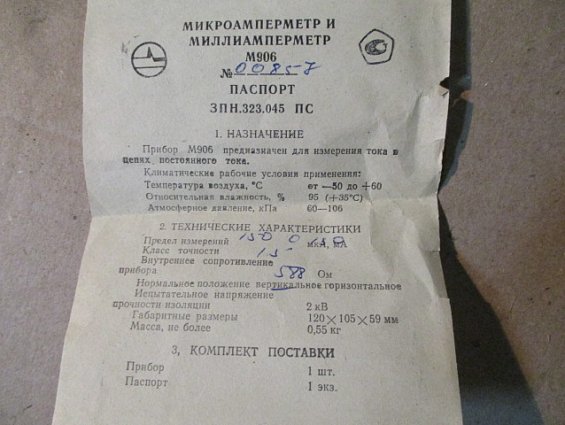 МИКРОАМПЕРМЕТР И
МИЛЛИАМПЕРМЕТР
М906
№ 00857
ПАСПОРТ
ЗПН.323.045 ПС
1. НАЗНАЧЕНИЕ
Прибор М906 предназначен для измерения тока в
цепях постоянного тока.
Климатические рабочие условия применения:
Температура воздуха, °С от —50 до +60
Относительная влажность, % 95 (+35°С)
Атмосферное давление, кПа 60—106
2. ТЕХНИЧЕСКИЕ ХАРАКТЕРИСТИКИ
Предел измерений 150 0 мкА, мА
Класс точности
Внутреннее сопротивление
прибора 588 Ом
Нормальное положение вертикальное горизонтальное
Испытательное напряжение
прочности изоляции 2 кВ
Габаритные размеры 120×105×59 мм
Масса, не более 0,55 кг
3, КОМПЛЕКТ ПОСТАВКИ
Прибор 1 шт.
Паспорт 1 экз.